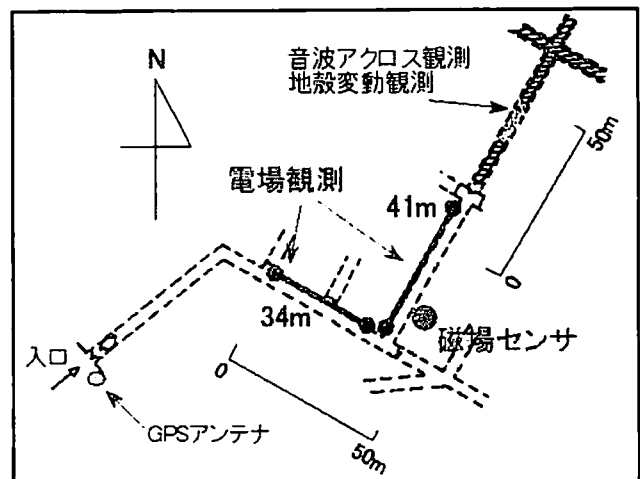 音波アクロス観測
地殻変動観測
N
電場観測
41m
50m
0
34m
磁場センサ
入口
0
GPSアンテナ
50m